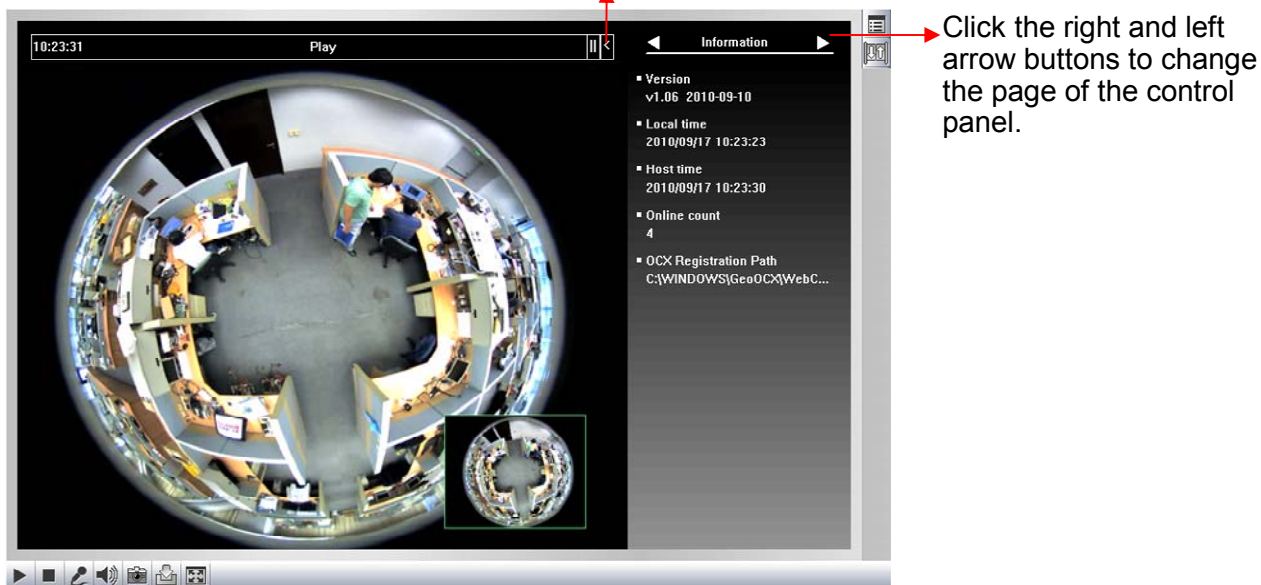 10:23:31 Play
Information
Version
v1.06 2010-09-10
Local time
2010/09/17 10:23:23
Host time
2010/09/17 10:23:30
Online count
4
OCX Registration Path
C:\WINDOWS\GeoOCX\WebC...
Click the right and left
arrow buttons to change
the page of the control
panel.